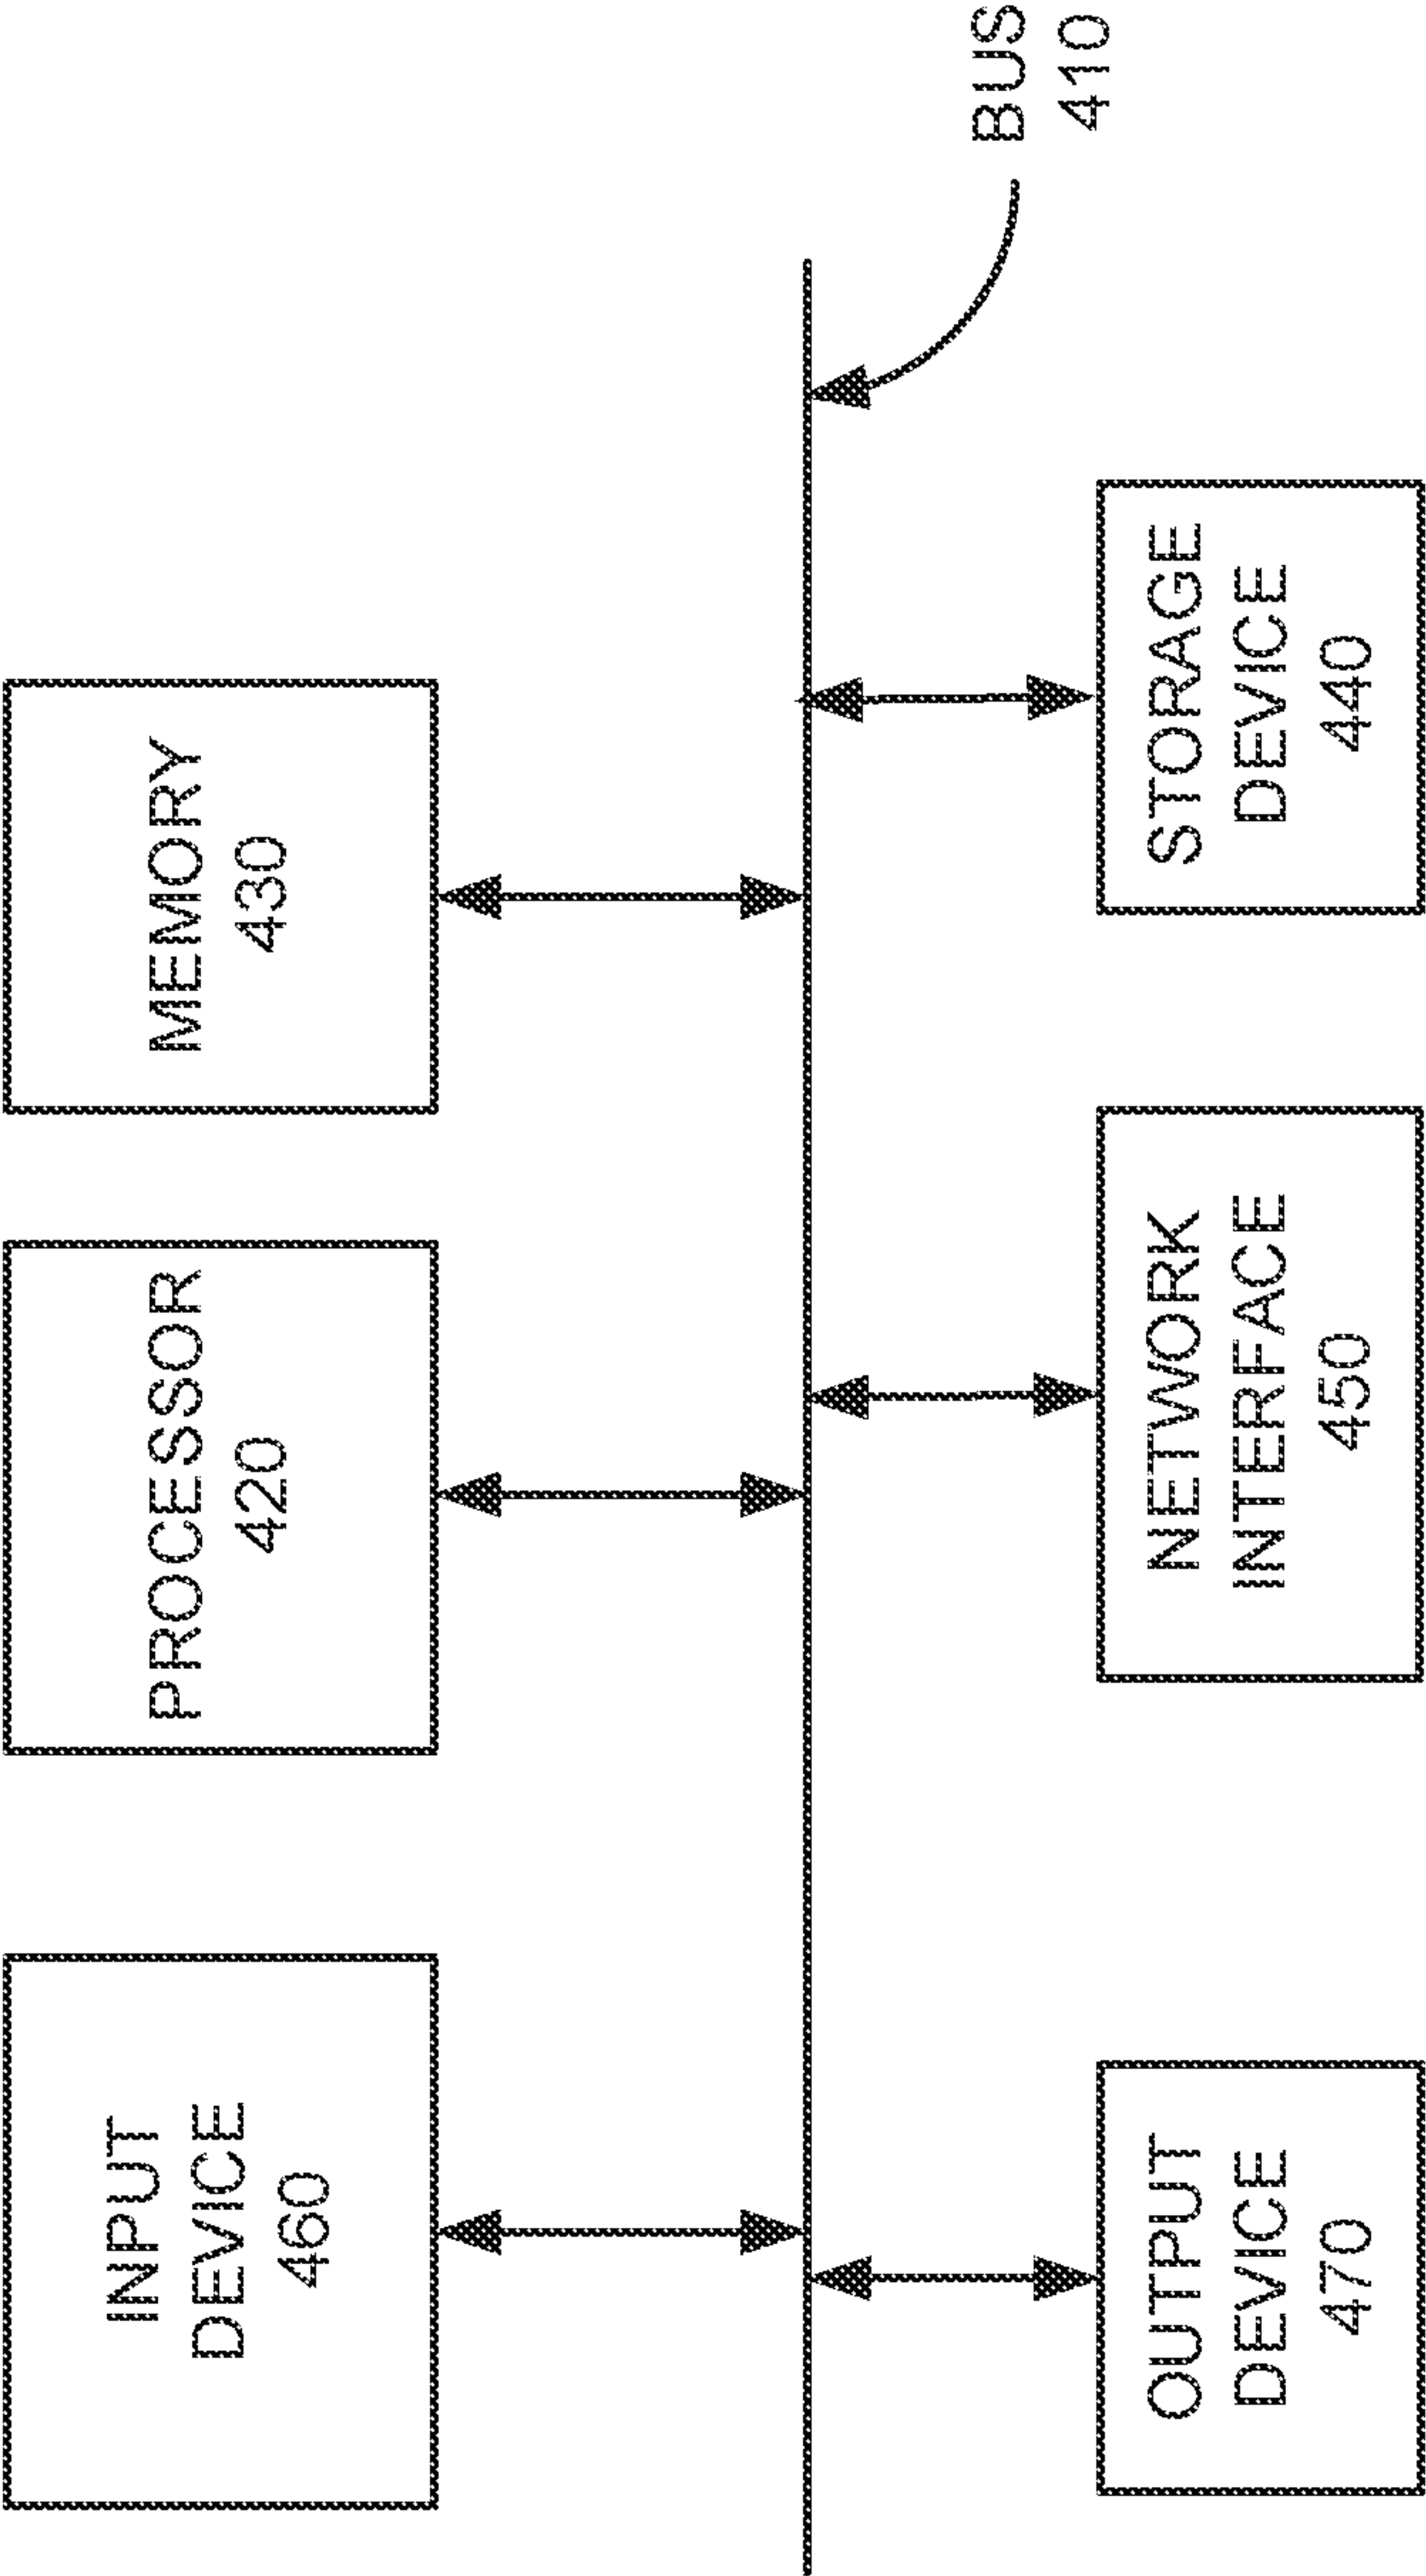 INPUT
DEVICE
460
PROCESSOR
420
MEMORY
430
BUS
410
OUTPUT
DEVICE
470
NETWORK
INTERFACE
450
STORAGE
DEVICE
440